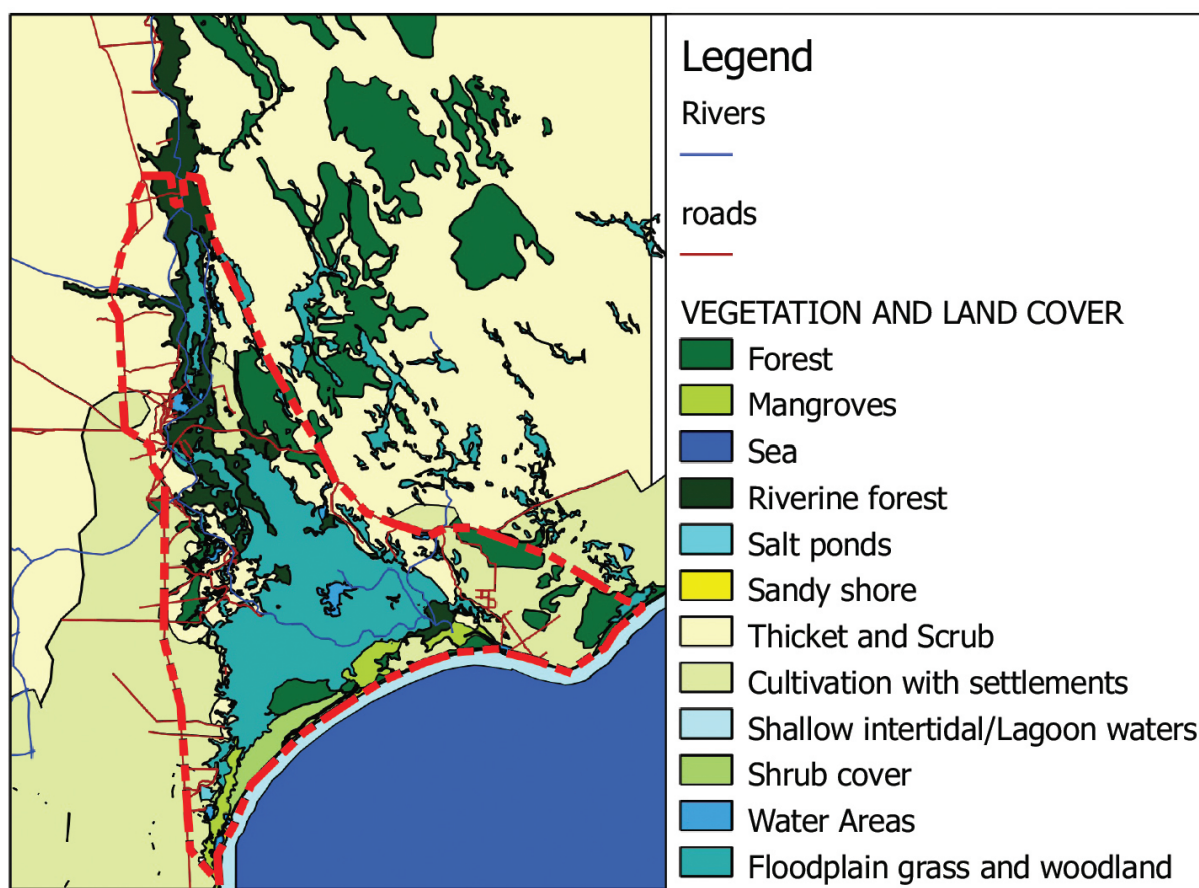 Legend
Rivers
roads
VEGETATION AND LAND COVER
Forest
Mangroves
Sea
Riverine forest
Salt ponds
Sandy shore
Thicket and Scrub
Cultivation with settlements
Shallow intertidal/Lagoon waters
Shrub cover
Water Areas
Floodplain grass and woodland